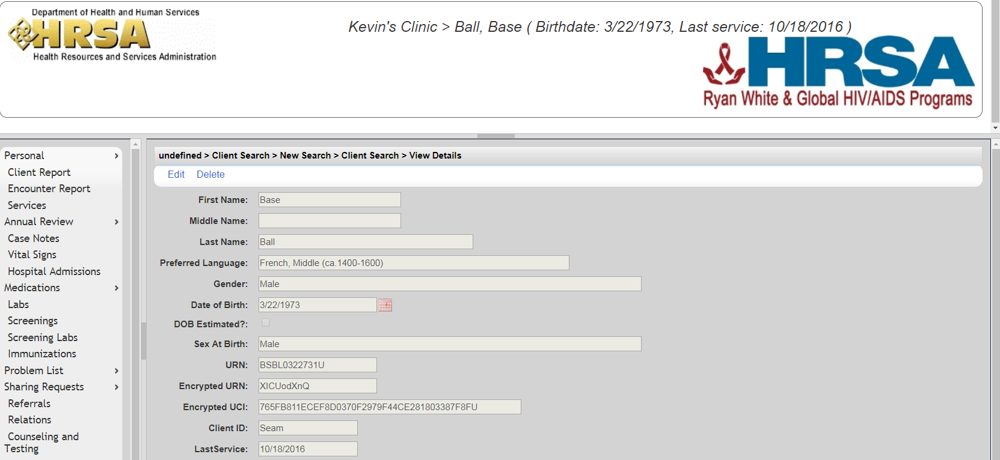 Department of Health and Human Services
HRSA
Health Resources and Services Administration
Kevin's Clinic > Ball, Base ( Birthdate: 3/22/1973, Last service: 10/18/2016 )
HRSA
Ryan White & Global HIV/AIDS Programs
Personal
Client Report
Encounter Report
Services
Annual Review
Case Notes
Vital Signs
Hospital Admissions
Medications
Labs
Screenings
Screening Labs
Immunizations
Problem List
Sharing Requests
Referrals
Relations
Counseling and
Testing
undefined > Client Search > New Search > Client Search > View Details
Edit Delete
First Name: Base
Middle Name:
Last Name: Ball
Preferred Language: French, Middle (ca.1400-1600)
Gender: Male
Date of Birth: 3/22/1973
DOB Estimated?:
Sex At Birth: Male
URN: BSBL0322731U
Encrypted URN: XICUodXnQ
Encrypted UCI: 765FB811ECEF8D0370F2979F44CE281803387F8FU
Client ID: Seam
LastService: 10/18/2016